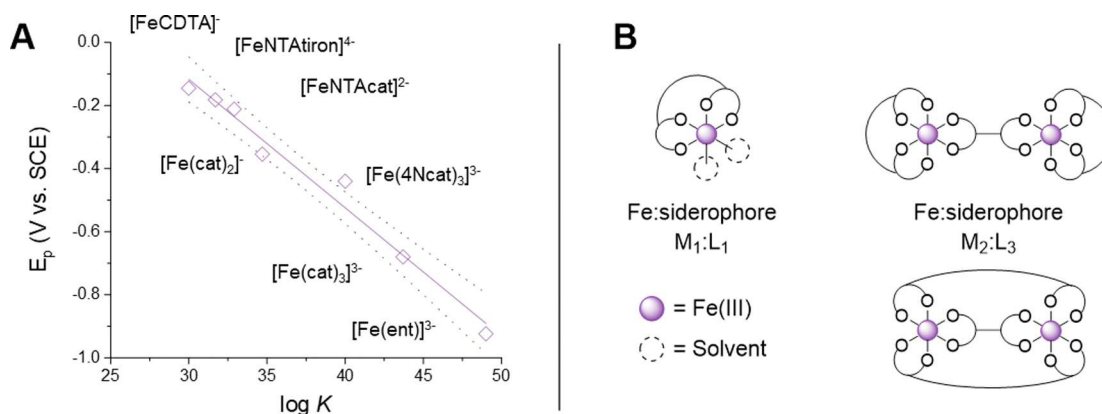 A
[FeCDTA]-
[FeNTAtiron]4-
[FeNTAcat]2-
[Fe(cat)2]-
[Fe(4Ncat)3]3-
[Fe(cat)3]3-
[Fe(ent)]3-
0.0
-0.2
-0.4
-0.6
-0.8
-1.0
Ep (V vs. SCE)
25 30 35 40 45 50
log K
B
O O O O
O O O O O O O O
Fe:siderophore
M1:L1
Fe:siderophore
M2:L3
= Fe(III)
= Solvent
O O O O O O O O
O O O O